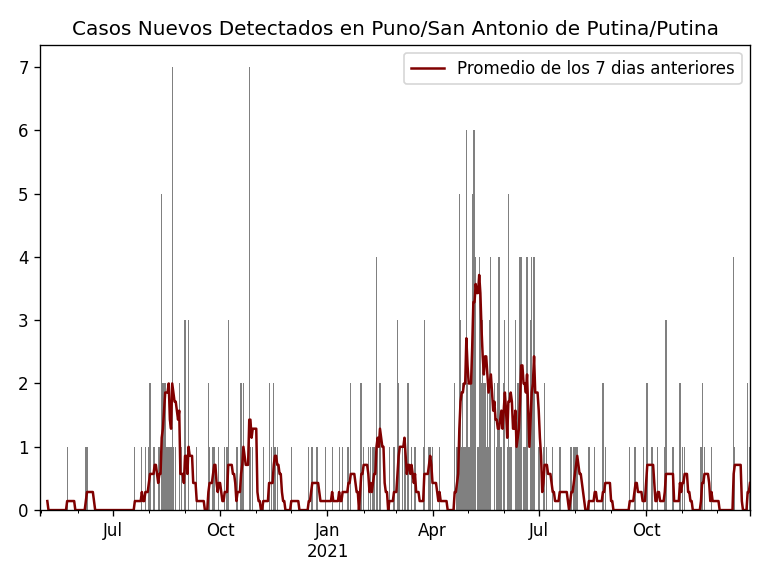 Casos Nuevos Detectados en Puno/San Antonio de Putina/Putina
Promedio de los 7 dias anteriores
7
6
5
4
3
2
1
0
Jul
Oct
Jan
2021
Apr
Jul
Oct